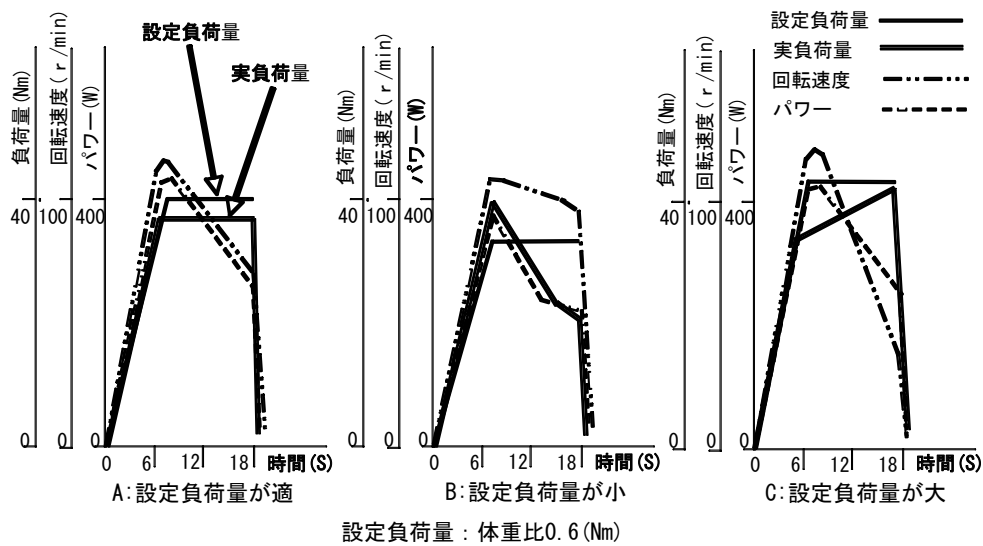 設定負荷量
実負荷量
回転速度
パワー
設定負荷量
実負荷量
負荷量(Nm)
回転速度(r/min)
パワー(W)
40 100 400
0 0 0
0 6 12 18 時間(S)
A:設定負荷量が適
負荷量(Nm)
回転速度(r/min)
パワー(W)
40 100 400
0 0 0
0 6 12 18 時間(S)
B:設定負荷量が小
負荷量(Nm)
回転速度(r/min)
パワー(W)
40 100 400
0 0 0
0 6 12 18 時間(S)
C:設定負荷量が大
設定負荷量:体重比0.6(Nm)